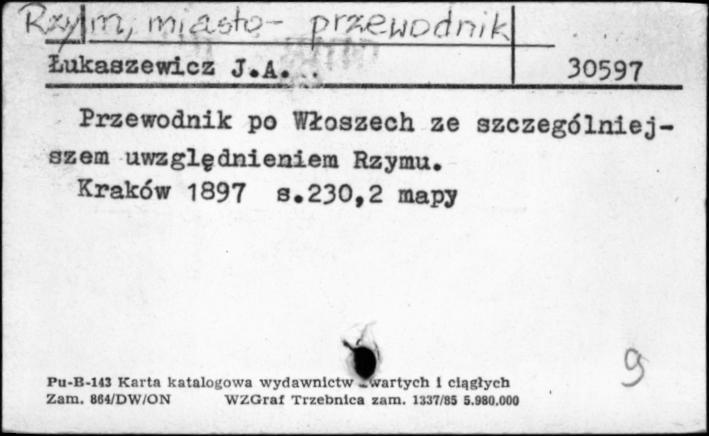 Rzym, miasto - przewodnik
Łukaszewicz J.A. 30597
Przewodnik po Włoszech ze szczególniej-
szem uwzględnieniem Rzymu.
Kraków 1897 s.230,2 mapy
9
Pu-B-143 Karta katalogowa wydawnictw zwartych i ciągłych
Zam. 864/DW/ON WZGraf Trzebnica zam. 1337/85 5.980.000